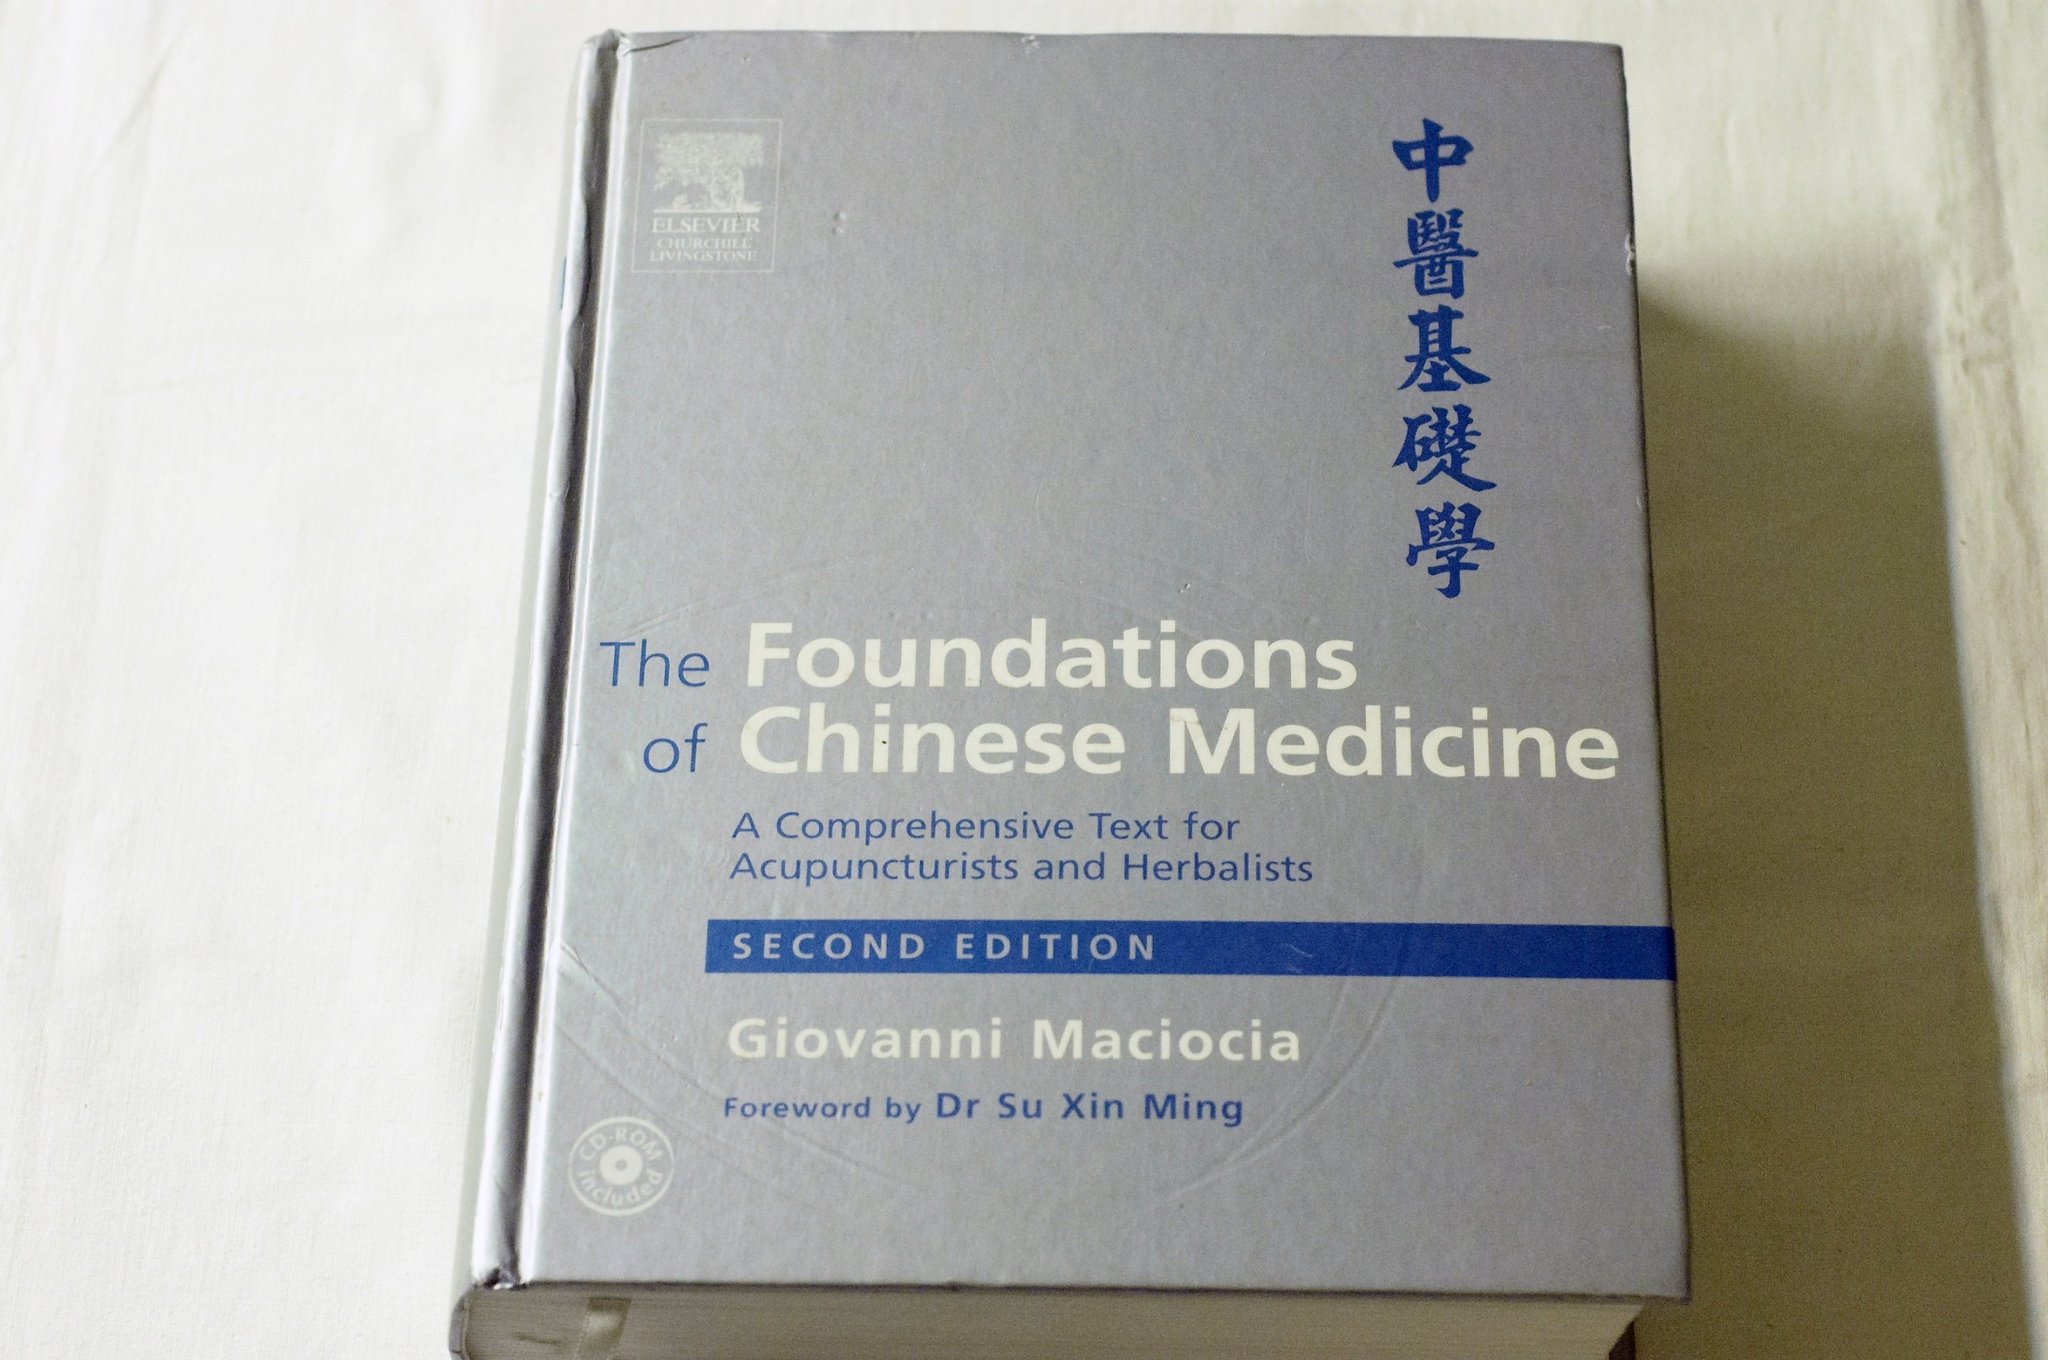 ELSEVIER
CHURCHILL
LIVINGSTONE
中醫基礎學
The Foundations
of Chinese Medicine
A Comprehensive Text for
Acupuncturists and Herbalists
SECOND EDITION
Giovanni Maciocia
Foreword by Dr Su Xin Ming
CD-ROM
included